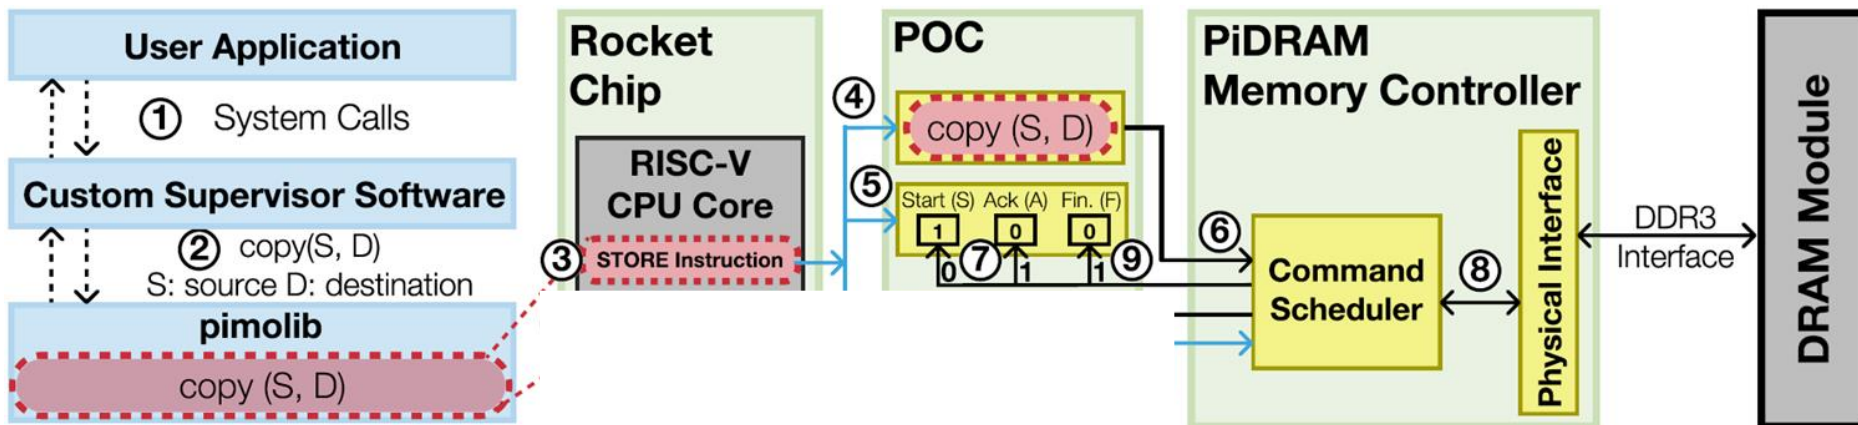 User Application
① System Calls
Custom Supervisor Software
② copy(S, D)
S: source D: destination
pimolib
copy (S, D)
Rocket
Chip
RISC-V
CPU Core
③ STORE Instruction
POC
④ copy (S, D)
⑤
Start (S) Ack (A) Fin. (F)
1 0 0
0 ⑦ 1 1 ⑨
PiDRAM
Memory Controller
⑥
Command
Scheduler
⑧
Physical Interface
DDR3
Interface
DRAM Module